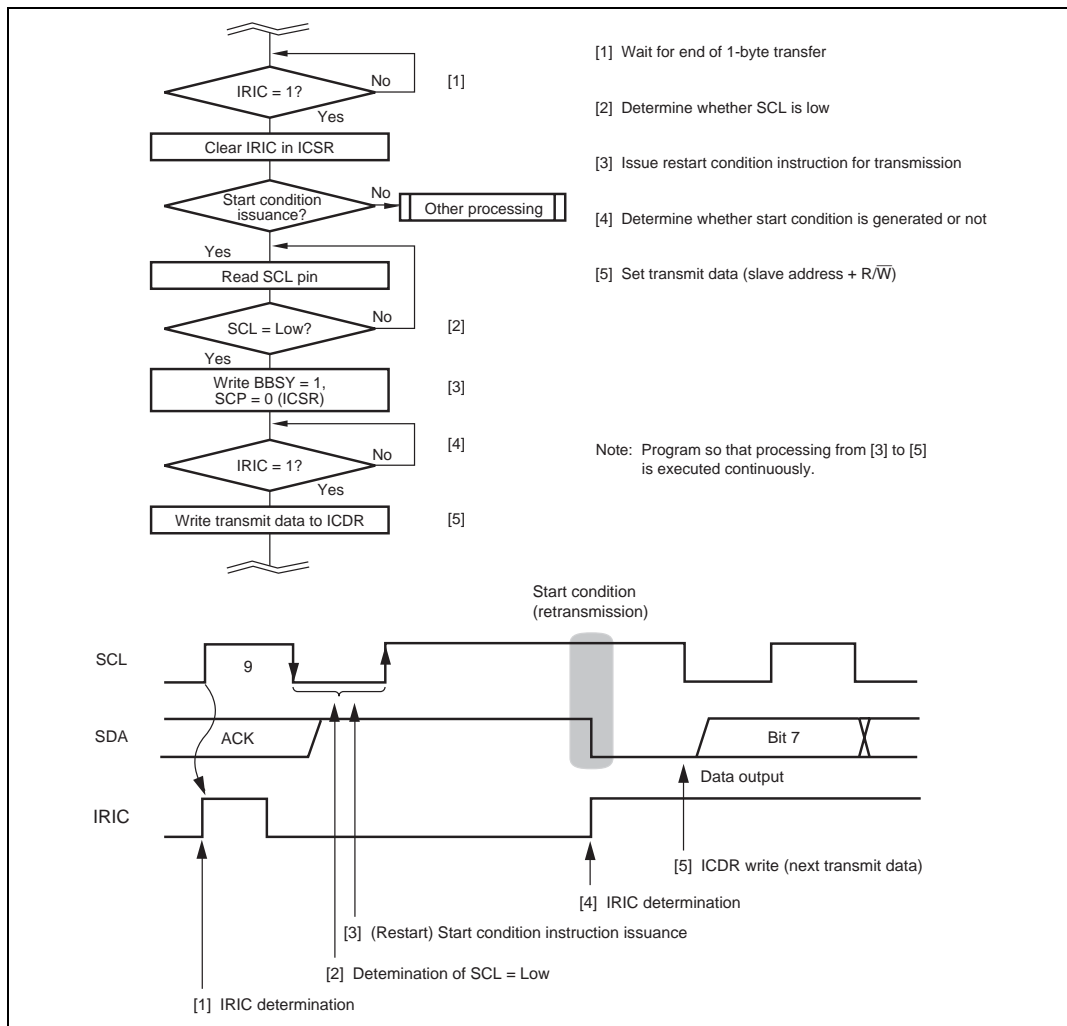 IRIC = 1?
No
[1]
Yes
Clear IRIC in ICSR
Start condition
issuance?
No
Other processing
Yes
Read SCL pin
SCL = Low?
No
[2]
Yes
Write BBSY = 1,
SCP = 0 (ICSR)
[3]
IRIC = 1?
No
[4]
Yes
Write transmit data to ICDR
[5]
[1] Wait for end of 1-byte transfer
[2] Determine whether SCL is low
[3] Issue restart condition instruction for transmission
[4] Determine whether start condition is generated or not
[5] Set transmit data (slave address + R/W̅)
Note: Program so that processing from [3] to [5]
is executed continuously.
Start condition
(retransmission)
SCL
9
SDA
ACK
Bit 7
Data output
IRIC
[5] ICDR write (next transmit data)
[4] IRIC determination
[3] (Restart) Start condition instruction issuance
[2] Detemination of SCL = Low
[1] IRIC determination